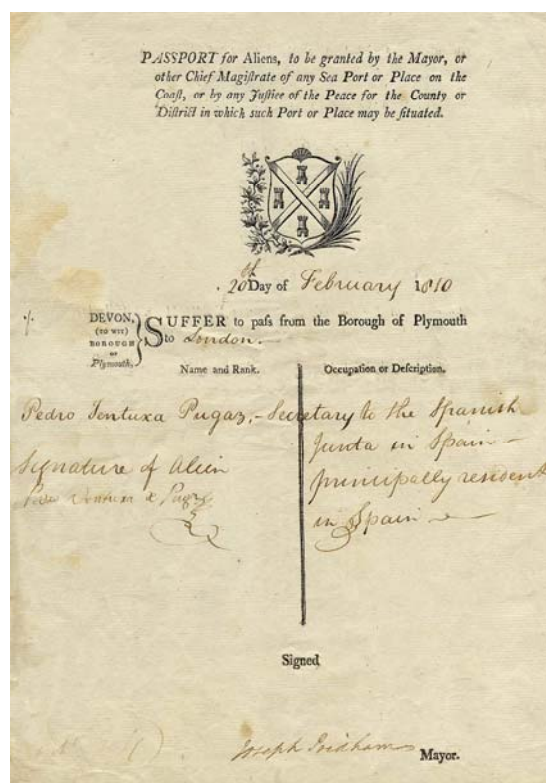 PASSPORT for Aliens, to be granted by the Mayor, or
other Chief Magiſtrate of any Sea Port or Place on the
Coaſt, or by any Juſtice of the Peace for the County or
Diſtrict in which such Port or Place may be ſituated.
20th Day of February 1810
DEVON,
(TO WIT)
BOROUGH
OF
Plymouth,
SUFFER to paſs from the Borough of Plymouth
to London.
Name and Rank.
Occupation or Deſcription.
Pedro Ventuxa Pugaz,- Secretary to the Spanish
Junta in Spain -
principally resident
in Spain
Signature of Alien
Ventura
Signed
Joseph Pridham Mayor.